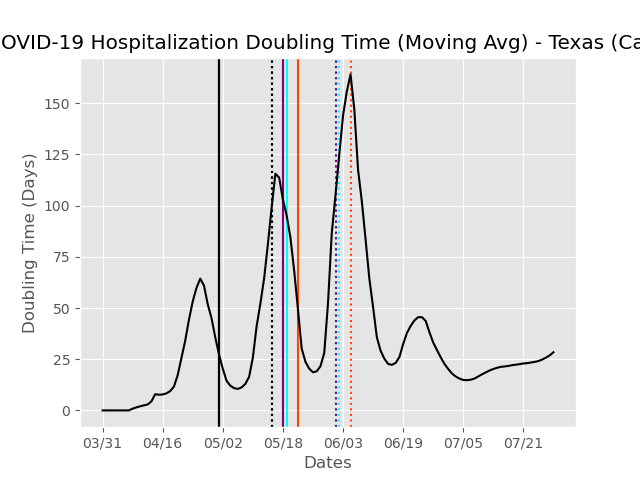 OVID-19 Hospitalization Doubling Time (Moving Avg) - Texas (Ca
Doubling Time (Days)
150
125
100
75
50
25
0
03/31 04/16 05/02 05/18 06/03 06/19 07/05 07/21
Dates